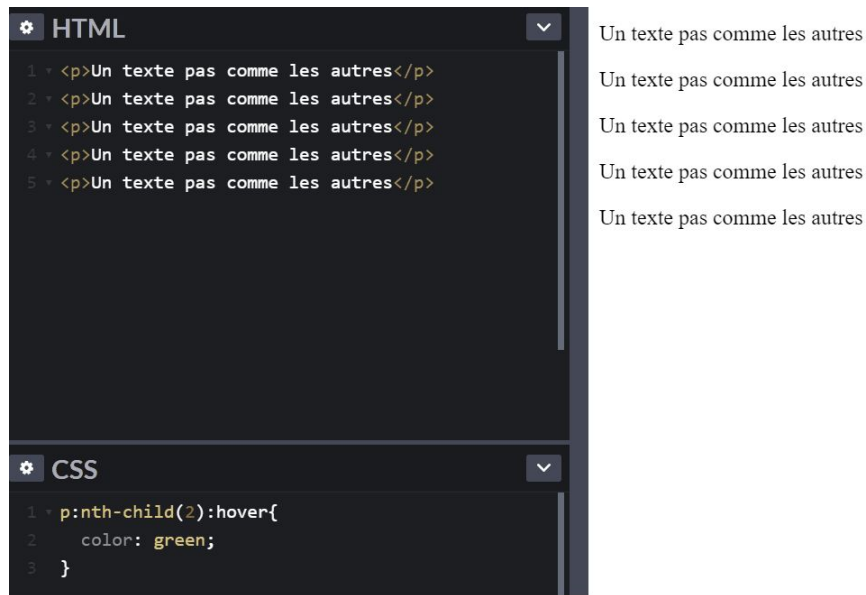 HTML
1 <p>Un texte pas comme les autres</p>
2 <p>Un texte pas comme les autres</p>
3 <p>Un texte pas comme les autres</p>
4 <p>Un texte pas comme les autres</p>
5 <p>Un texte pas comme les autres</p>
CSS
1 p:nth-child(2):hover{
2 color: green;
3 }
Un texte pas comme les autres
Un texte pas comme les autres
Un texte pas comme les autres
Un texte pas comme les autres
Un texte pas comme les autres